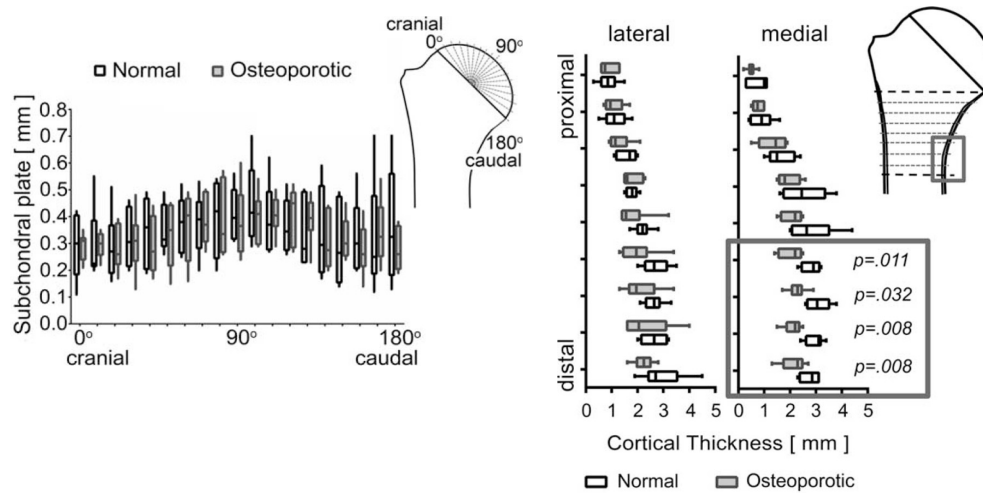 cranial
0°
90°
180°
caudal
Normal
Osteoporotic
Subchondral plate [ mm ]
0.8
0.7
0.6
0.5
0.4
0.3
0.2
0.1
0.0
0°
90°
180°
cranial
caudal
lateral
medial
proximal
distal
p=.011
p=.032
p=.008
p=.008
0
1
2
3
4
5
0
1
2
3
4
5
Cortical Thickness [ mm ]
Normal
Osteoporotic